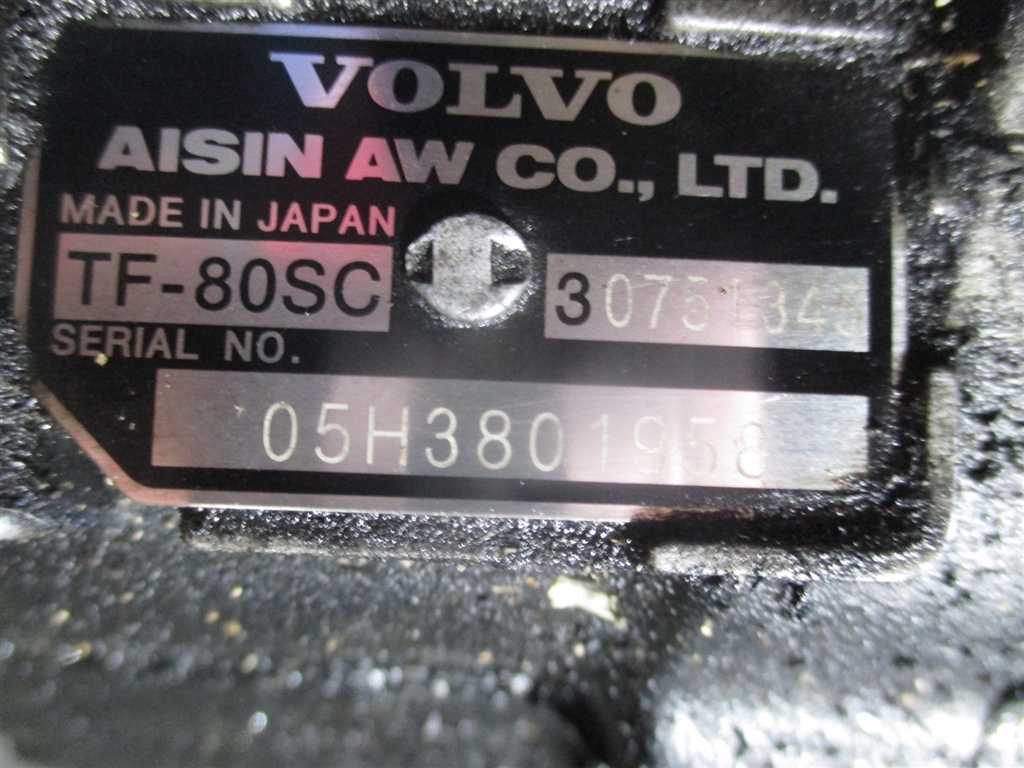 VOLVO
AISIN AW CO., LTD.
MADE IN JAPAN
TF-80SC 30751345
SERIAL NO.
05H3801958